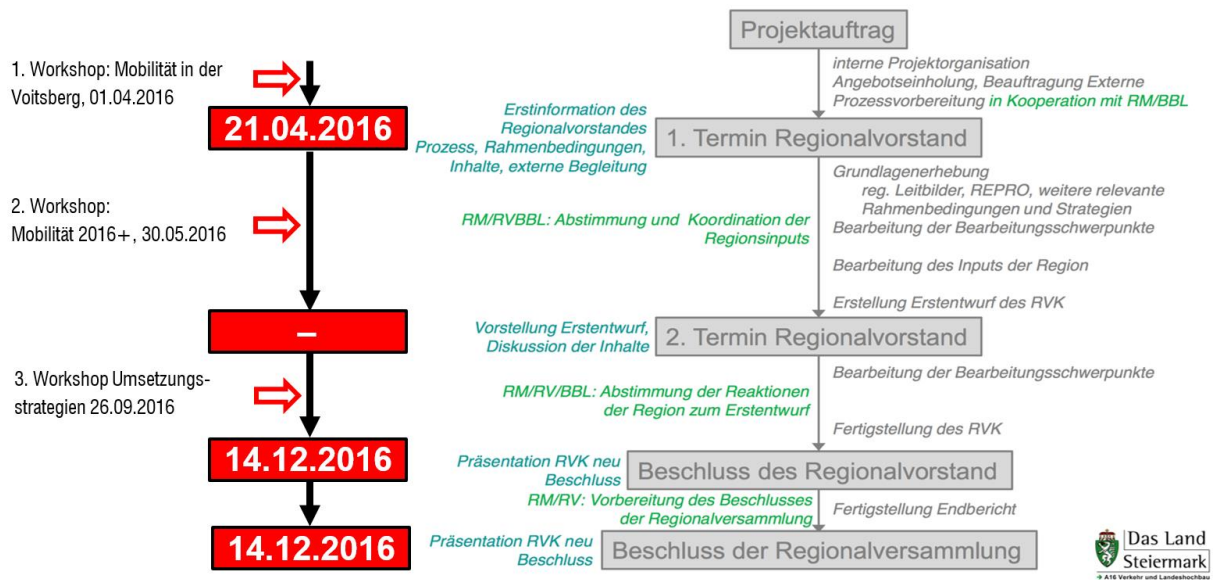 1. Workshop: Mobilität in der
Voitsberg, 01.04.2016
21.04.2016
2. Workshop:
Mobilität 2016+, 30.05.2016
–
3. Workshop Umsetzungs-
strategien 26.09.2016
14.12.2016
14.12.2016
Projektauftrag
interne Projektorganisation
Angebotseinholung, Beauftragung Externe
Prozessvorbereitung in Kooperation mit RM/BBL
Erstinformation des
Regionalvorstandes
Prozess, Rahmenbedingungen,
Inhalte, externe Begleitung
1. Termin Regionalvorstand
Grundlagenerhebung
reg. Leitbilder, REPRO, weitere relevante
Rahmenbedingungen und Strategien
Bearbeitung der Bearbeitungsschwerpunkte
RM/RVBBL: Abstimmung und Koordination der
Regionsinputs
Bearbeitung des Inputs der Region
Erstellung Erstentwurf des RVK
Vorstellung Erstentwurf,
Diskussion der Inhalte
2. Termin Regionalvorstand
Bearbeitung der Bearbeitungsschwerpunkte
RM/RV/BBL: Abstimmung der Reaktionen
der Region zum Erstentwurf
Fertigstellung des RVK
Präsentation RVK neu
Beschluss
Beschluss des Regionalvorstand
RM/RV: Vorbereitung des Beschlusses
der Regionalversammlung
Fertigstellung Endbericht
Präsentation RVK neu
Beschluss
Beschluss der Regionalversammlung
Das Land
Steiermark
➔ A16 Verkehr und Landeshochbau